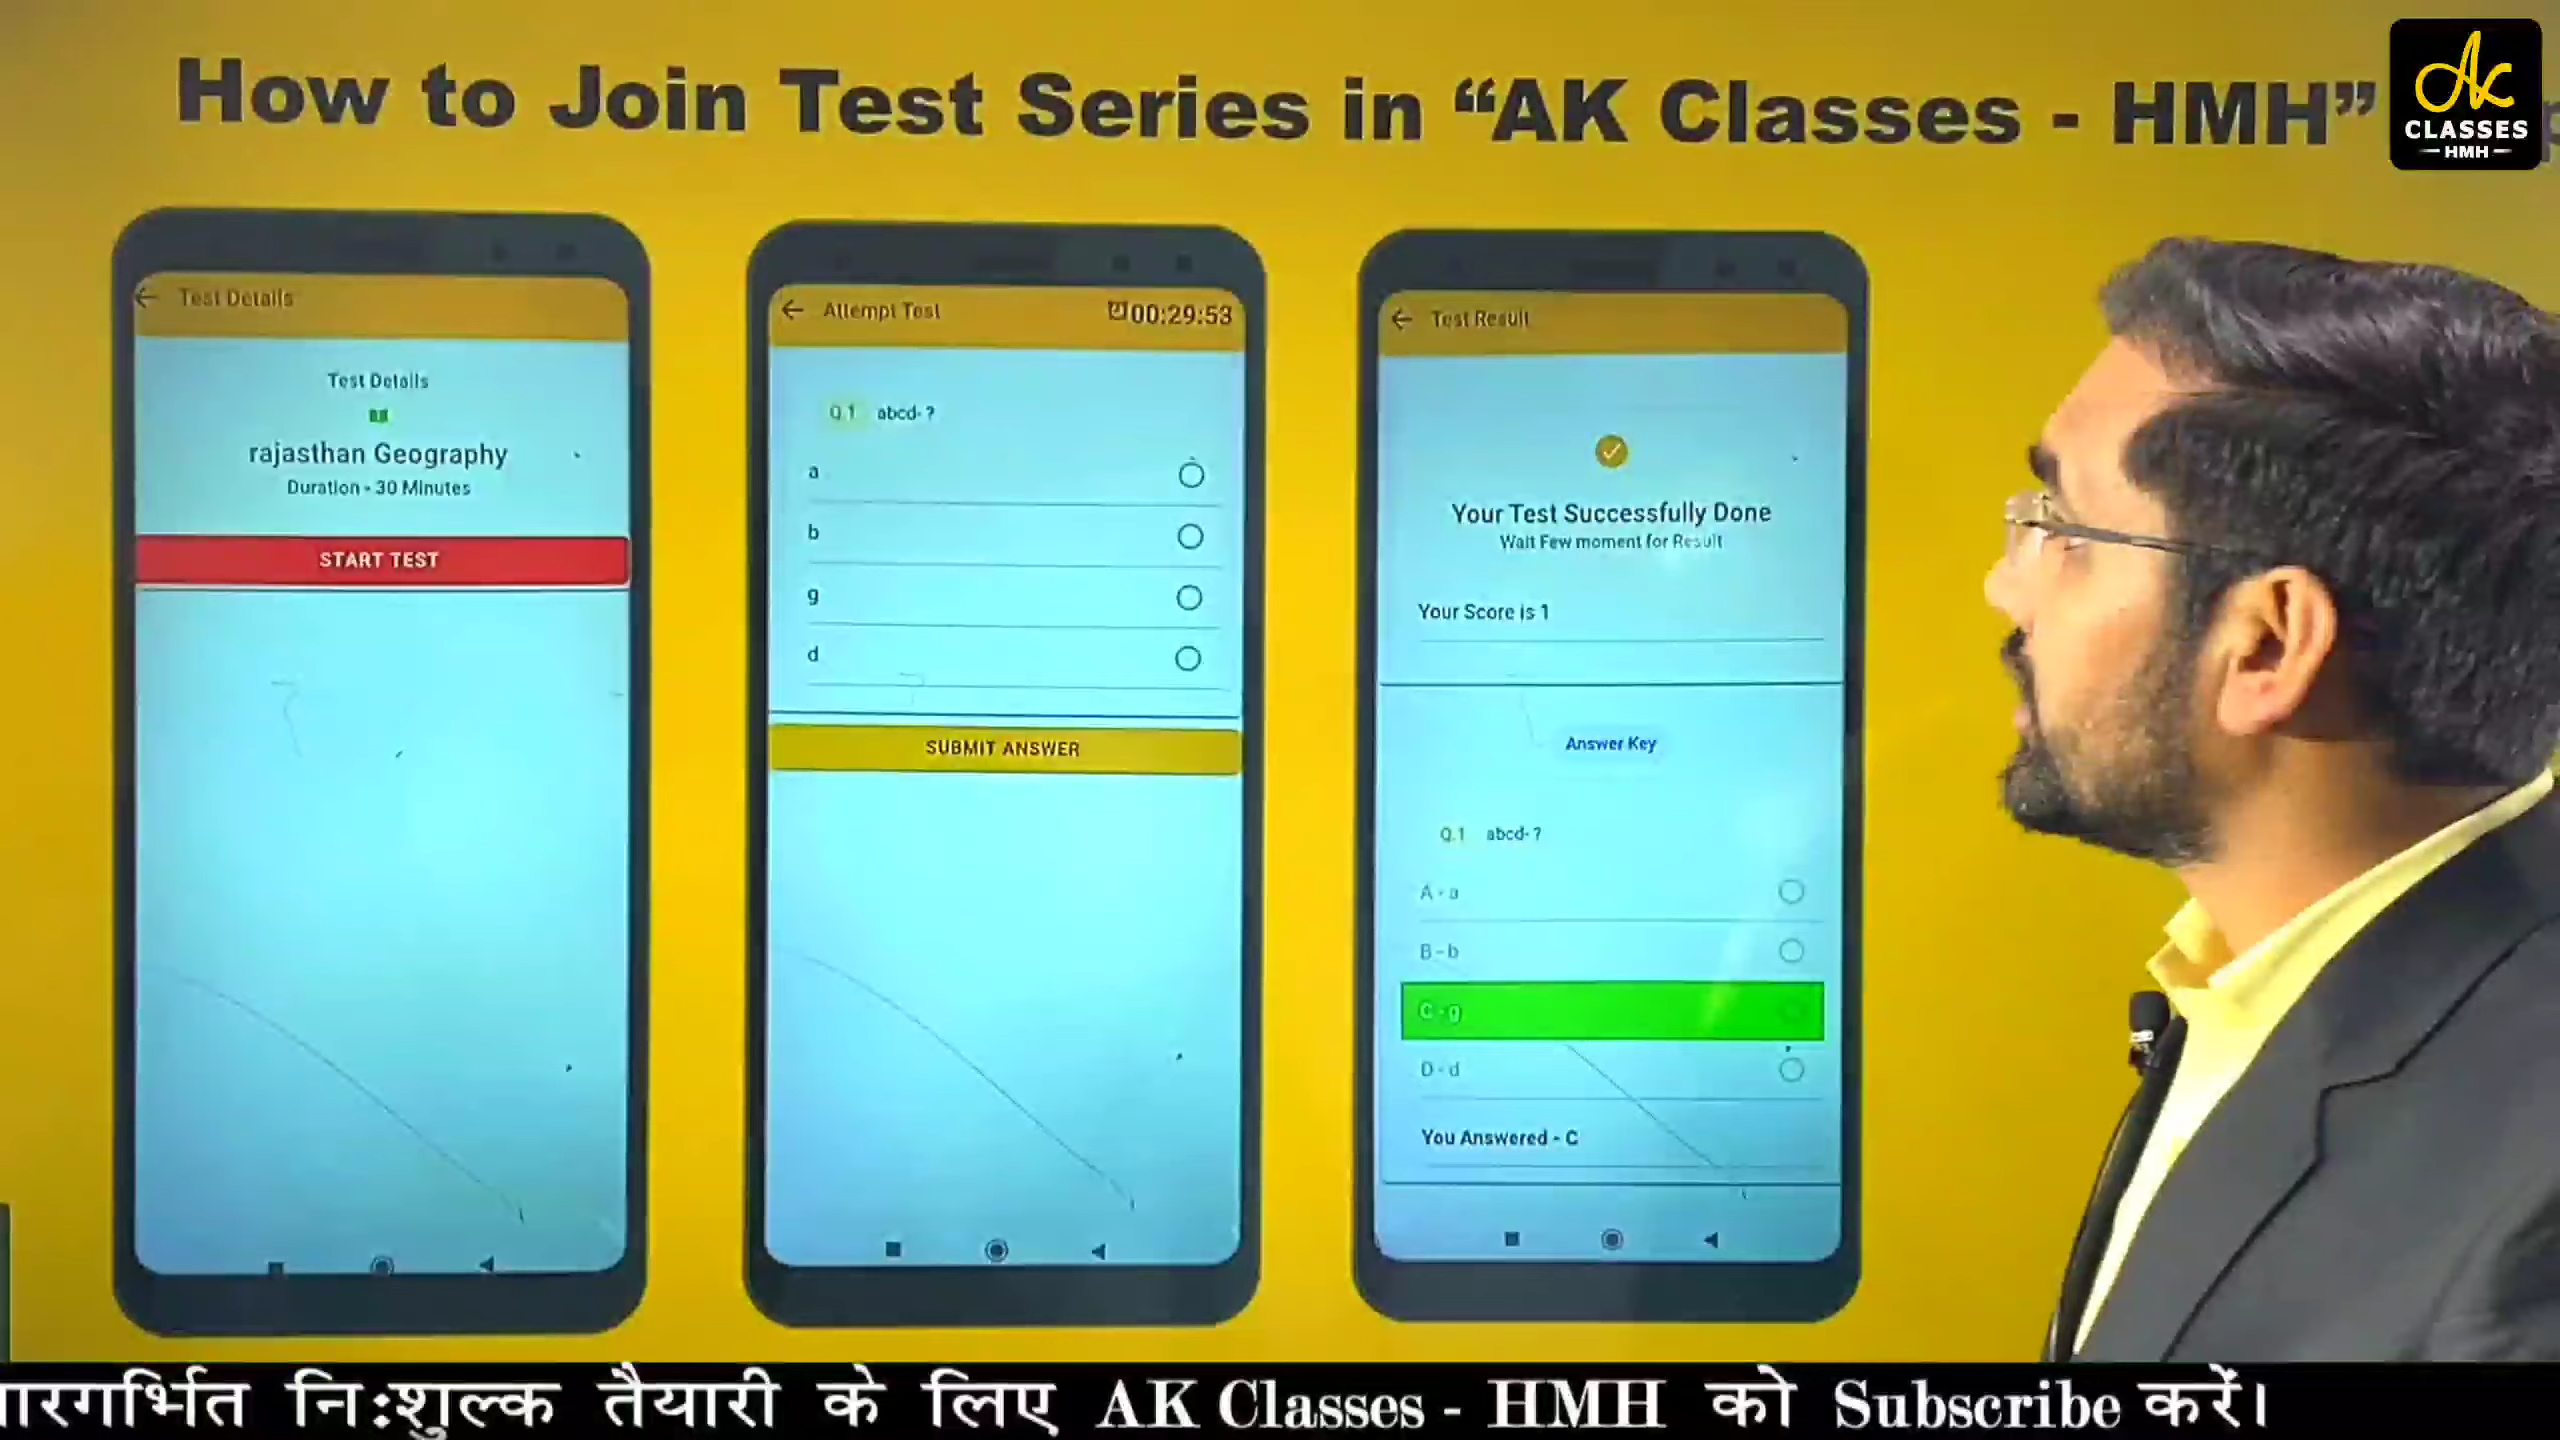 How to Join Test Series in “AK Classes - HMH”
AK
CLASSES
HMH
Test Details
Test Details
rajasthan Geography
Duration - 30 Minutes
START TEST
Attempt Test
00:29:53
Q.1 abcd- ?
a
b
g
d
SUBMIT ANSWER
Test Result
Your Test Successfully Done
Wait Few moment for Result
Your Score is 1
Answer Key
Q.1 abcd- ?
A - a
B - b
C - g
D - d
You Answered - C
नि:शुल्क तैयारी के लिए AK Classes - HMH को Subscribe करें।